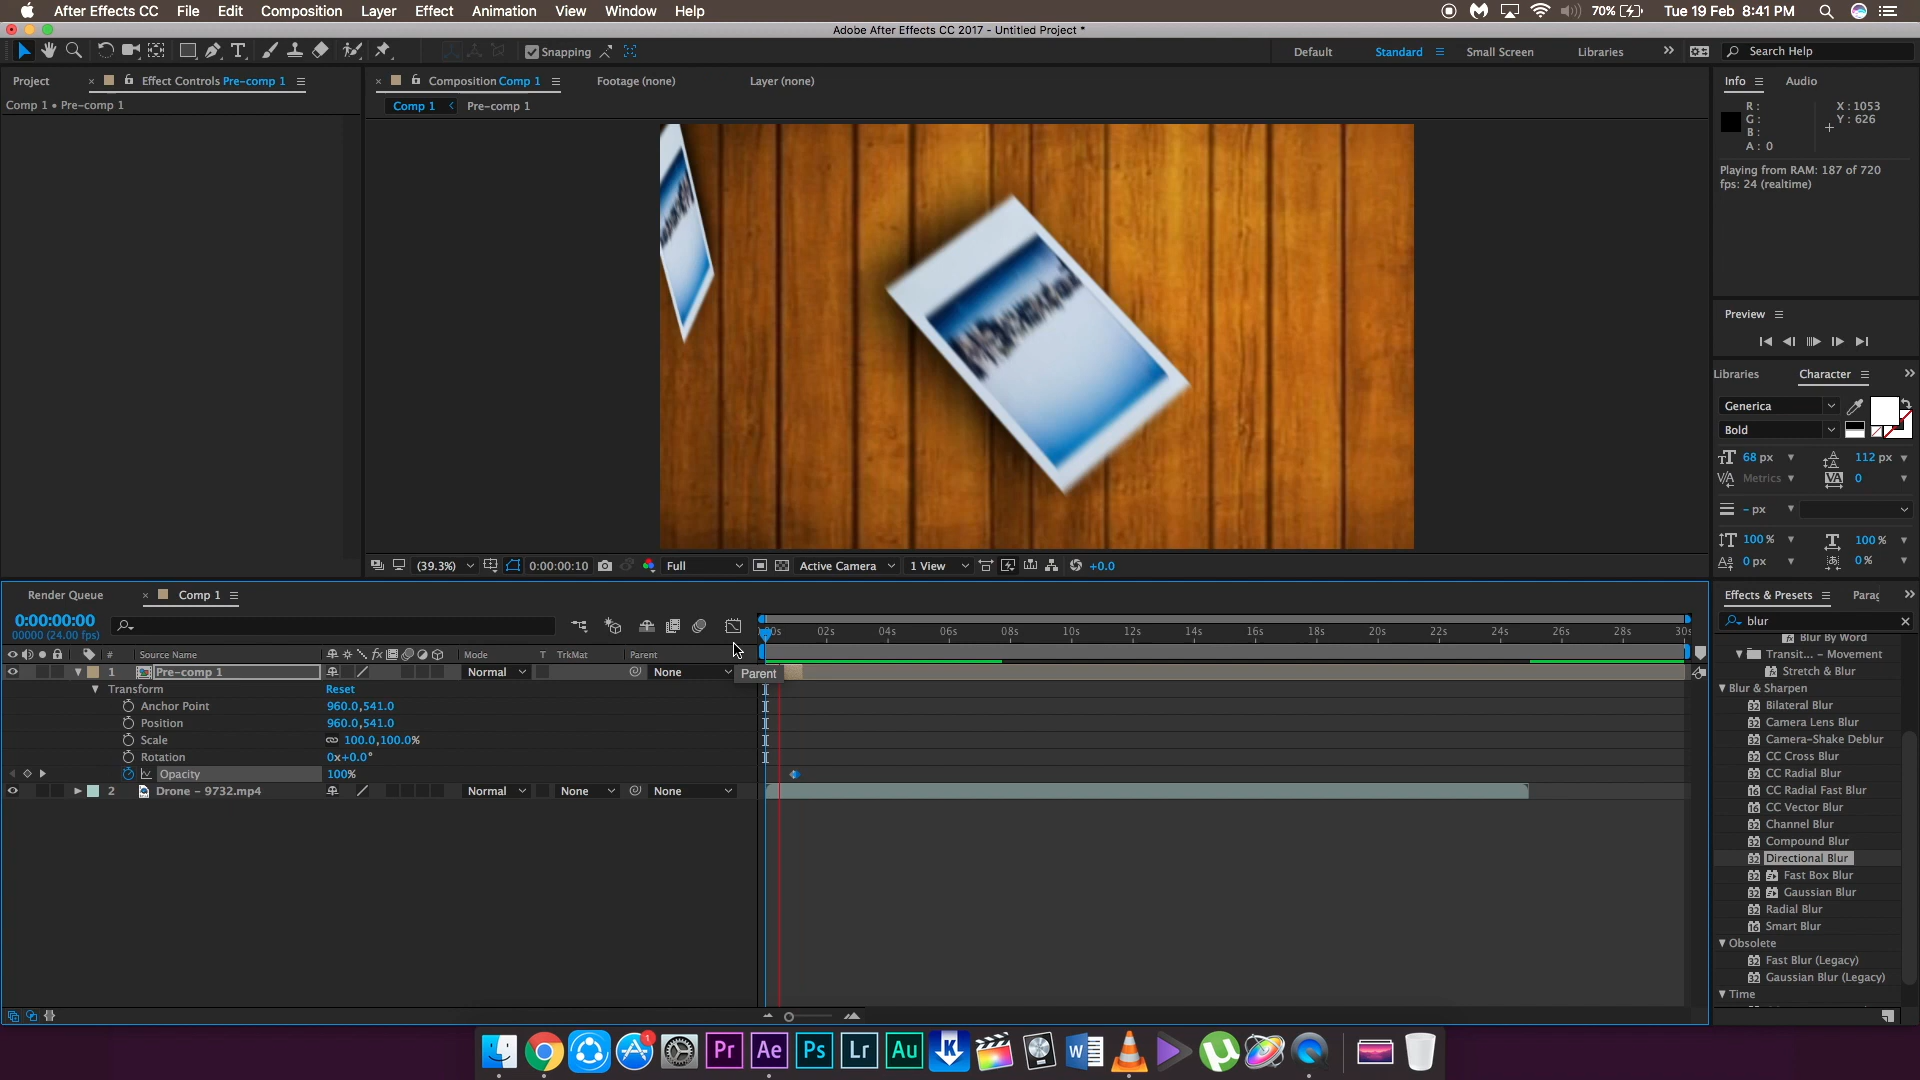 After Effects CC File Edit Composition Layer Effect Animation View Window Help 70% Tue 19 Feb 8:41 PM
Adobe After Effects CC 2017 - Untitled Project *
Snapping Default Standard Small Screen Libraries Search Help
Project Effect Controls Pre-comp 1 Composition Comp 1 Footage (none) Layer (none) Info Audio
Comp 1 • Pre-comp 1 Comp 1 Pre-comp 1
R: X: 1053
G: Y: 626
B:
A: 0
Playing from RAM: 187 of 720
fps: 24 (realtime)
Preview
Libraries Character
Generica
Bold
68 px 112 px
Metrics 0
- px
100% 100%
0 px 0%
(39.3%) 0:00:00:10 Full Active Camera 1 View +0.0
Render Queue Comp 1 Effects & Presets Parag
0:00:00:00
00000 (24.00 fps)
blur
:00s 02s 04s 06s 08s 10s 12s 14s 16s 18s 20s 22s 24s 26s 28s 30s
# Source Name fx Mode T TrkMat Parent
1 Pre-comp 1 Normal None Parent
Transform Reset
Anchor Point 960.0,541.0
Position 960.0,541.0
Scale 100.0,100.0%
Rotation 0x+0.0°
Opacity 100%
2 Drone - 9732.mp4 Normal None None
Blur By Word
Transit... - Movement
Stretch & Blur
Blur & Sharpen
Bilateral Blur
Camera Lens Blur
Camera-Shake Deblur
CC Cross Blur
CC Radial Blur
CC Radial Fast Blur
CC Vector Blur
Channel Blur
Compound Blur
Directional Blur
Fast Box Blur
Gaussian Blur
Radial Blur
Smart Blur
Obsolete
Fast Blur (Legacy)
Gaussian Blur (Legacy)
Time
1
Pr Ae Ps Lr Au K W